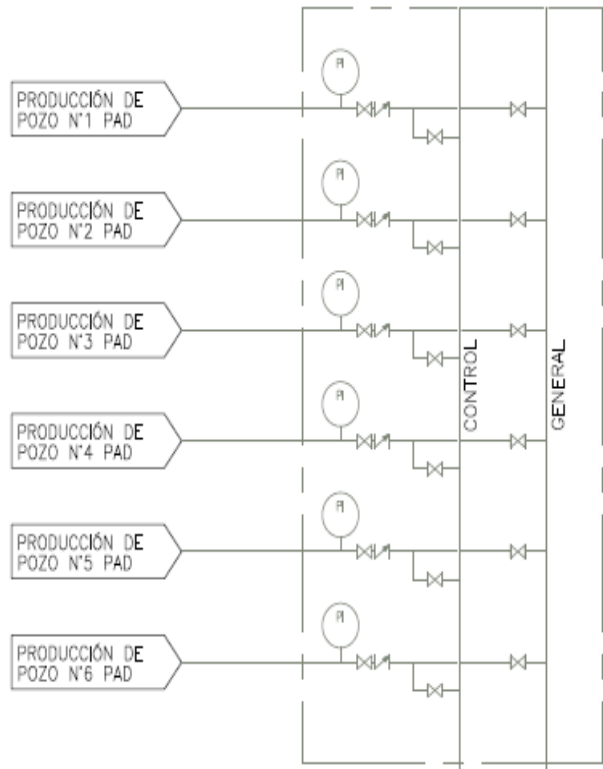 PI
PRODUCCIÓN DE
POZO N°1 PAD
PI
PRODUCCIÓN DE
POZO N°2 PAD
PI
PRODUCCIÓN DE
POZO N°3 PAD
CONTROL
GENERAL
PI
PRODUCCIÓN DE
POZO N°4 PAD
PI
PRODUCCIÓN DE
POZO N°5 PAD
PI
PRODUCCIÓN DE
POZO N°6 PAD